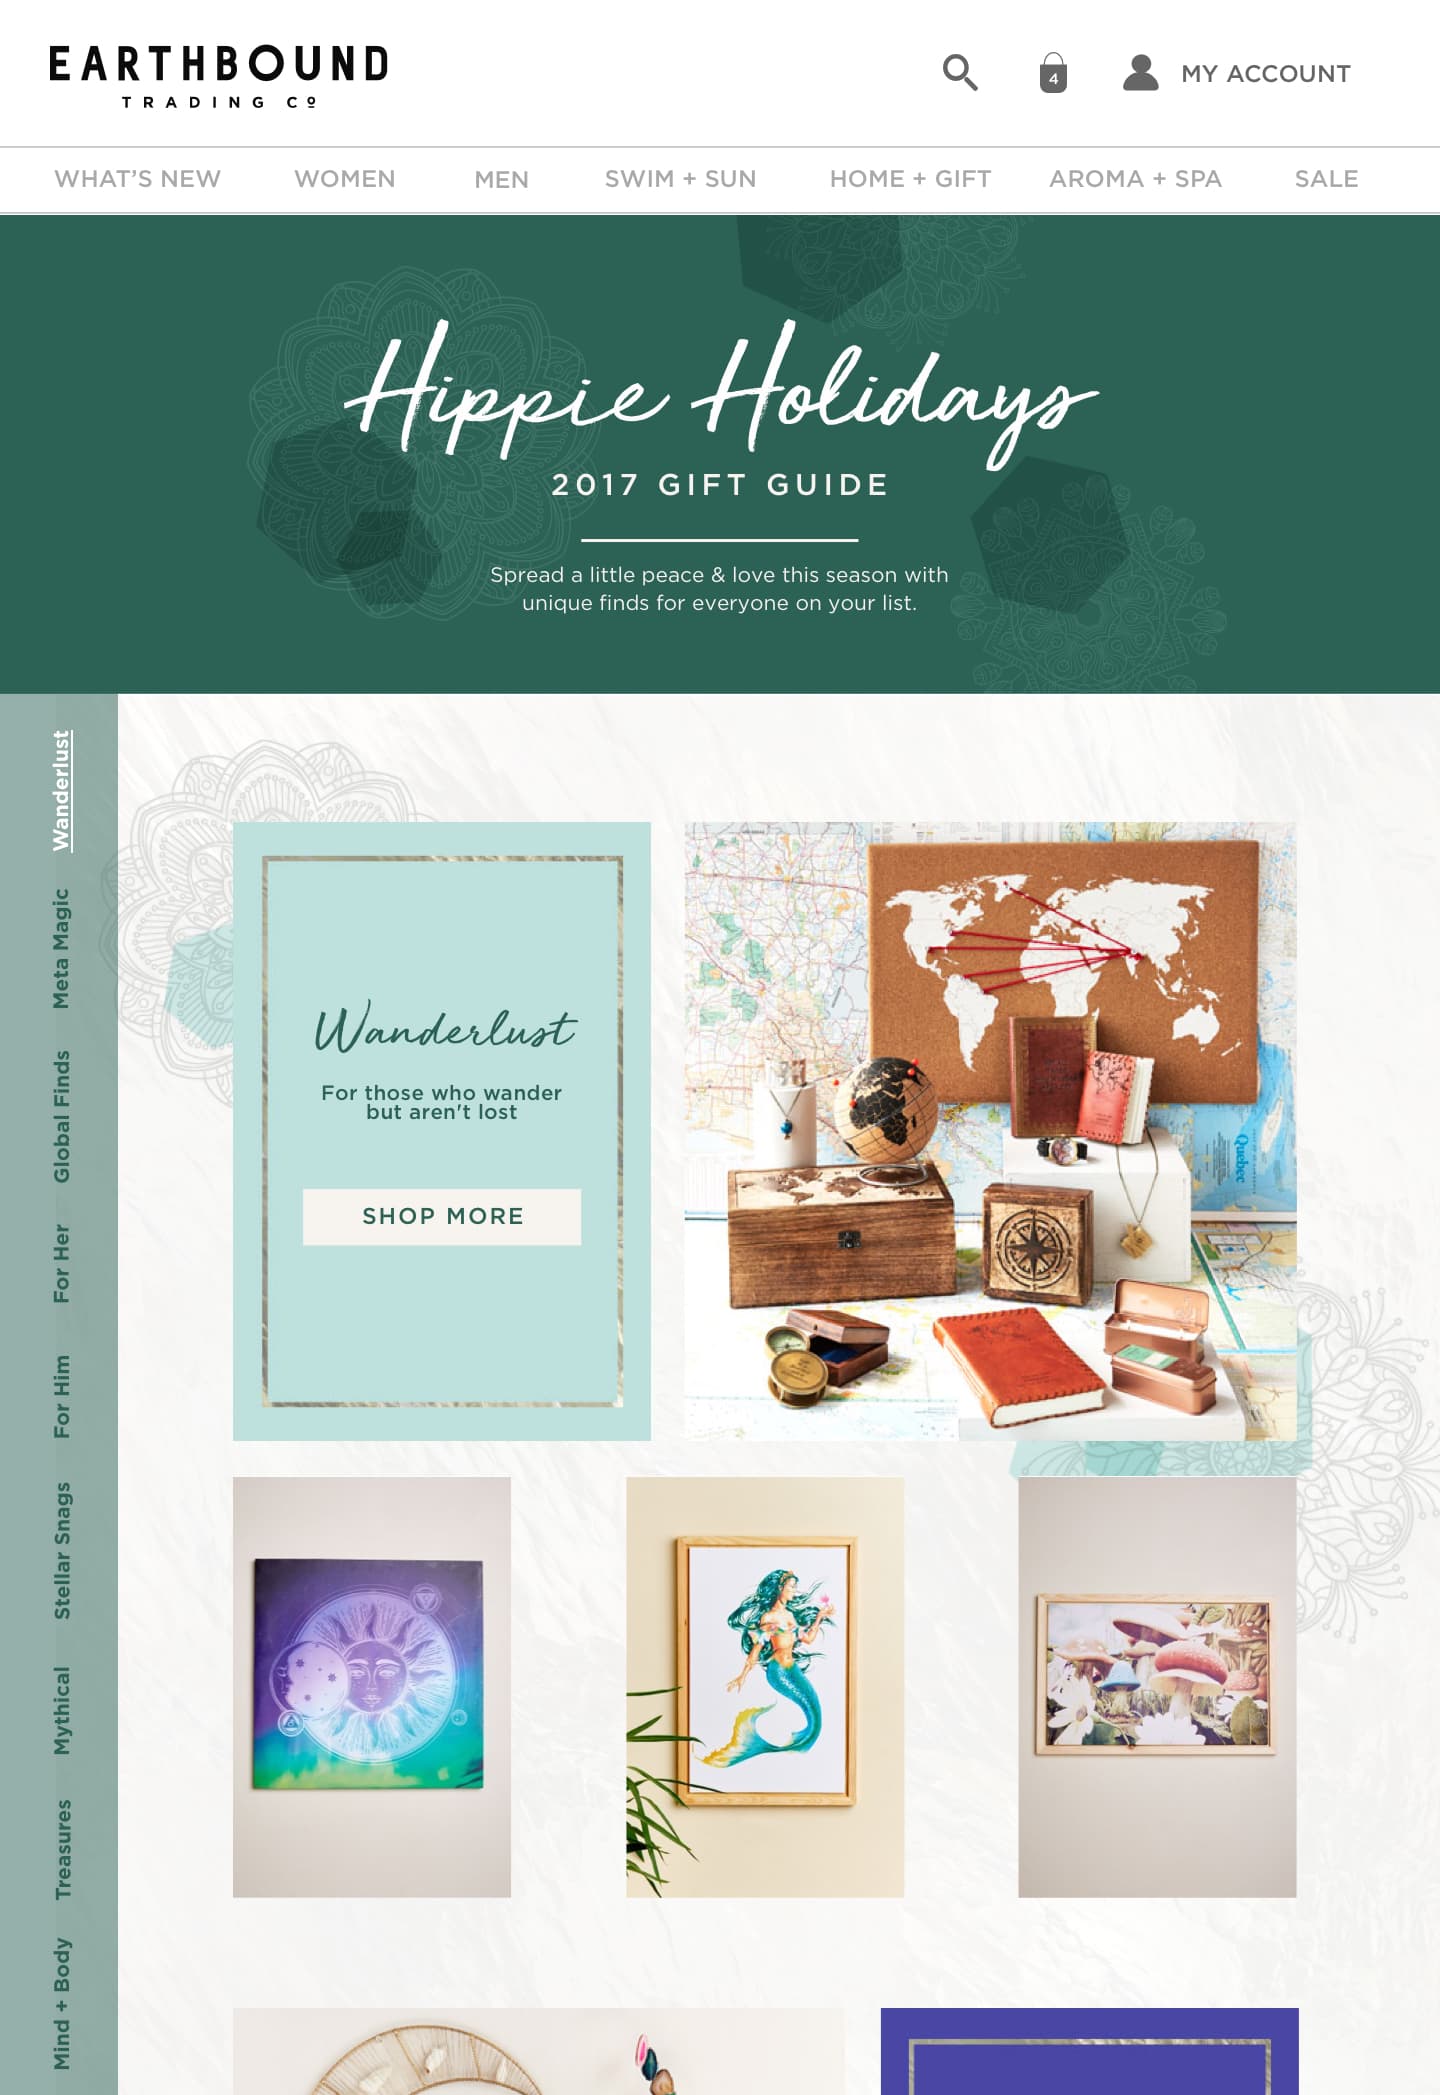 EARTHBOUND
TRADING Cº
4
MY ACCOUNT
WHAT’S NEW
WOMEN
MEN
SWIM + SUN
HOME + GIFT
AROMA + SPA
SALE
Hippie Holidays
2017 GIFT GUIDE
Spread a little peace & love this season with
unique finds for everyone on your list.
Wanderlust
Meta Magic
Global Finds
For Her
For Him
Stellar Snags
Mythical
Treasures
Mind + Body
Wanderlust
For those who wander
but aren't lost
SHOP MORE
Quebec